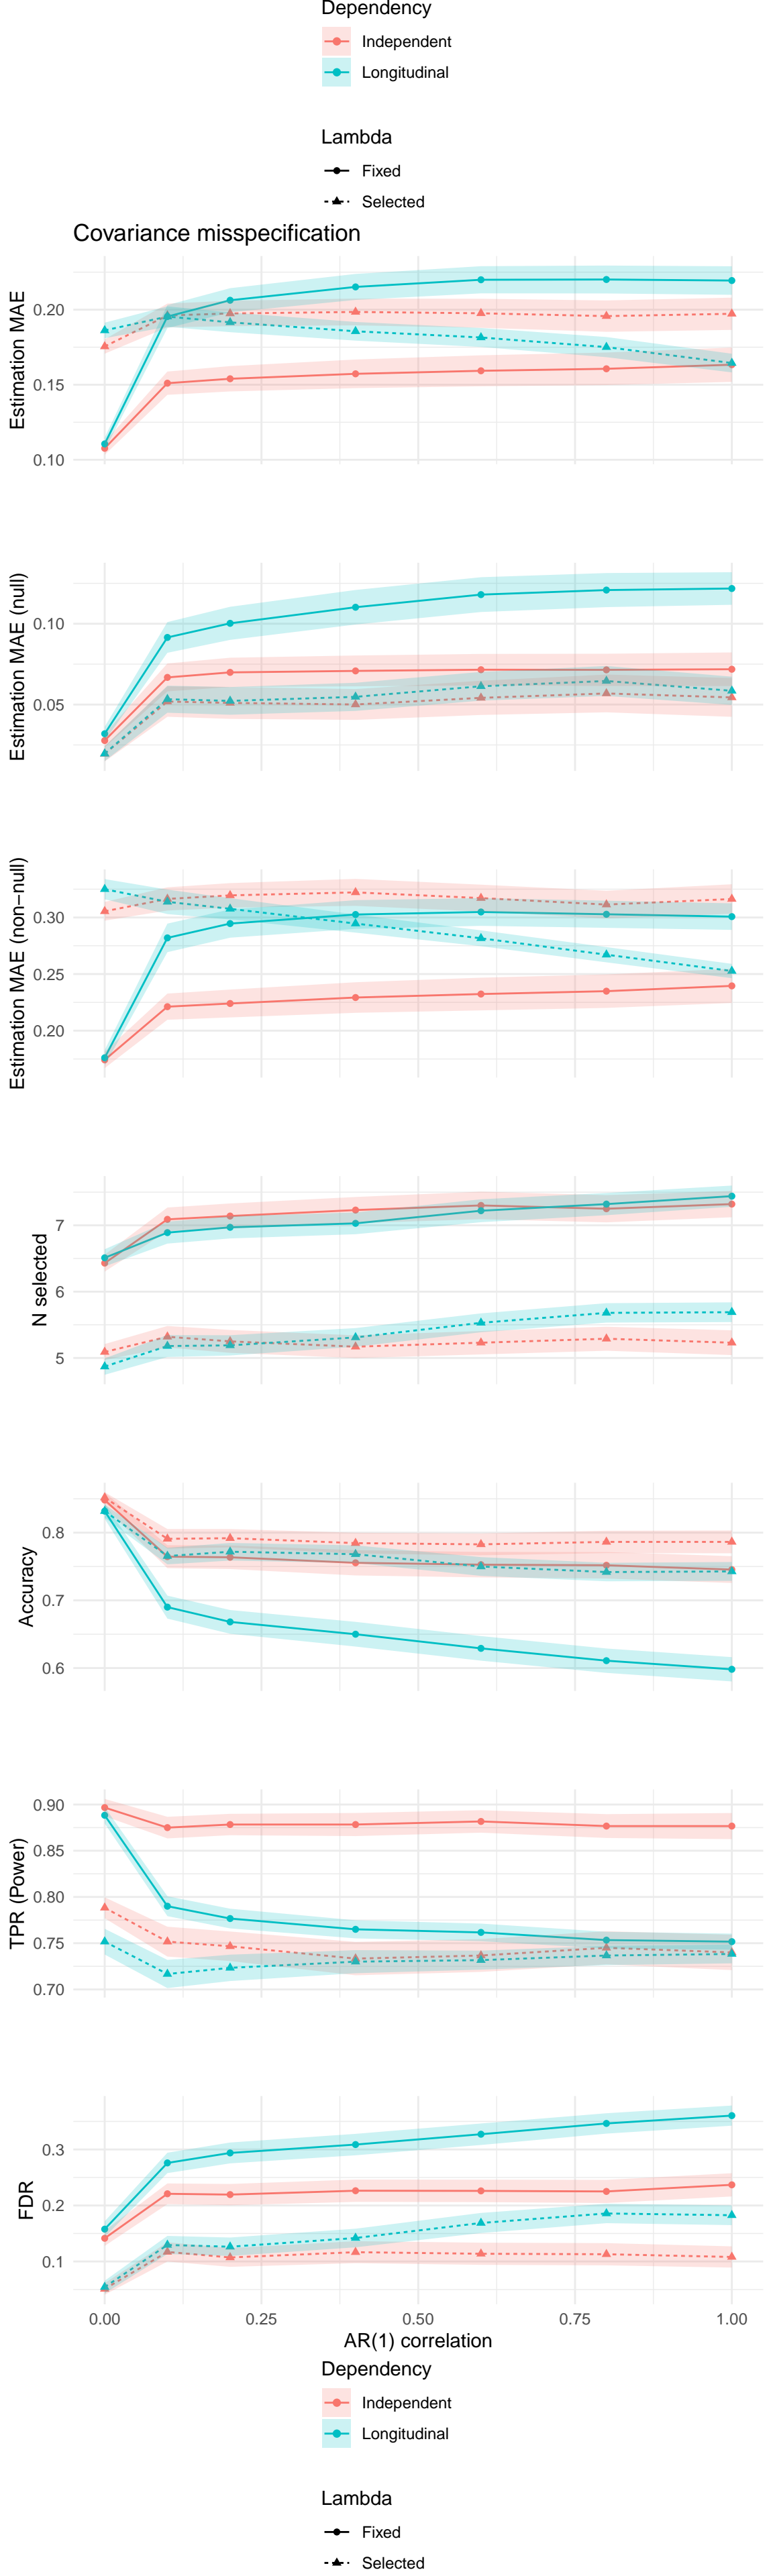 Dependency
Independent
Longitudinal
Lambda
Fixed
Selected
Covariance misspecification
Estimation MAE
0.20
0.15
0.10
Estimation MAE (null)
0.10
0.05
Estimation MAE (non−null)
0.30
0.25
0.20
N selected
7
6
5
Accuracy
0.8
0.7
0.6
TPR (Power)
0.90
0.85
0.80
0.75
0.70
FDR
0.3
0.2
0.1
0.00 0.25 0.50 0.75 1.00
AR(1) correlation
Dependency
Independent
Longitudinal
Lambda
Fixed
Selected